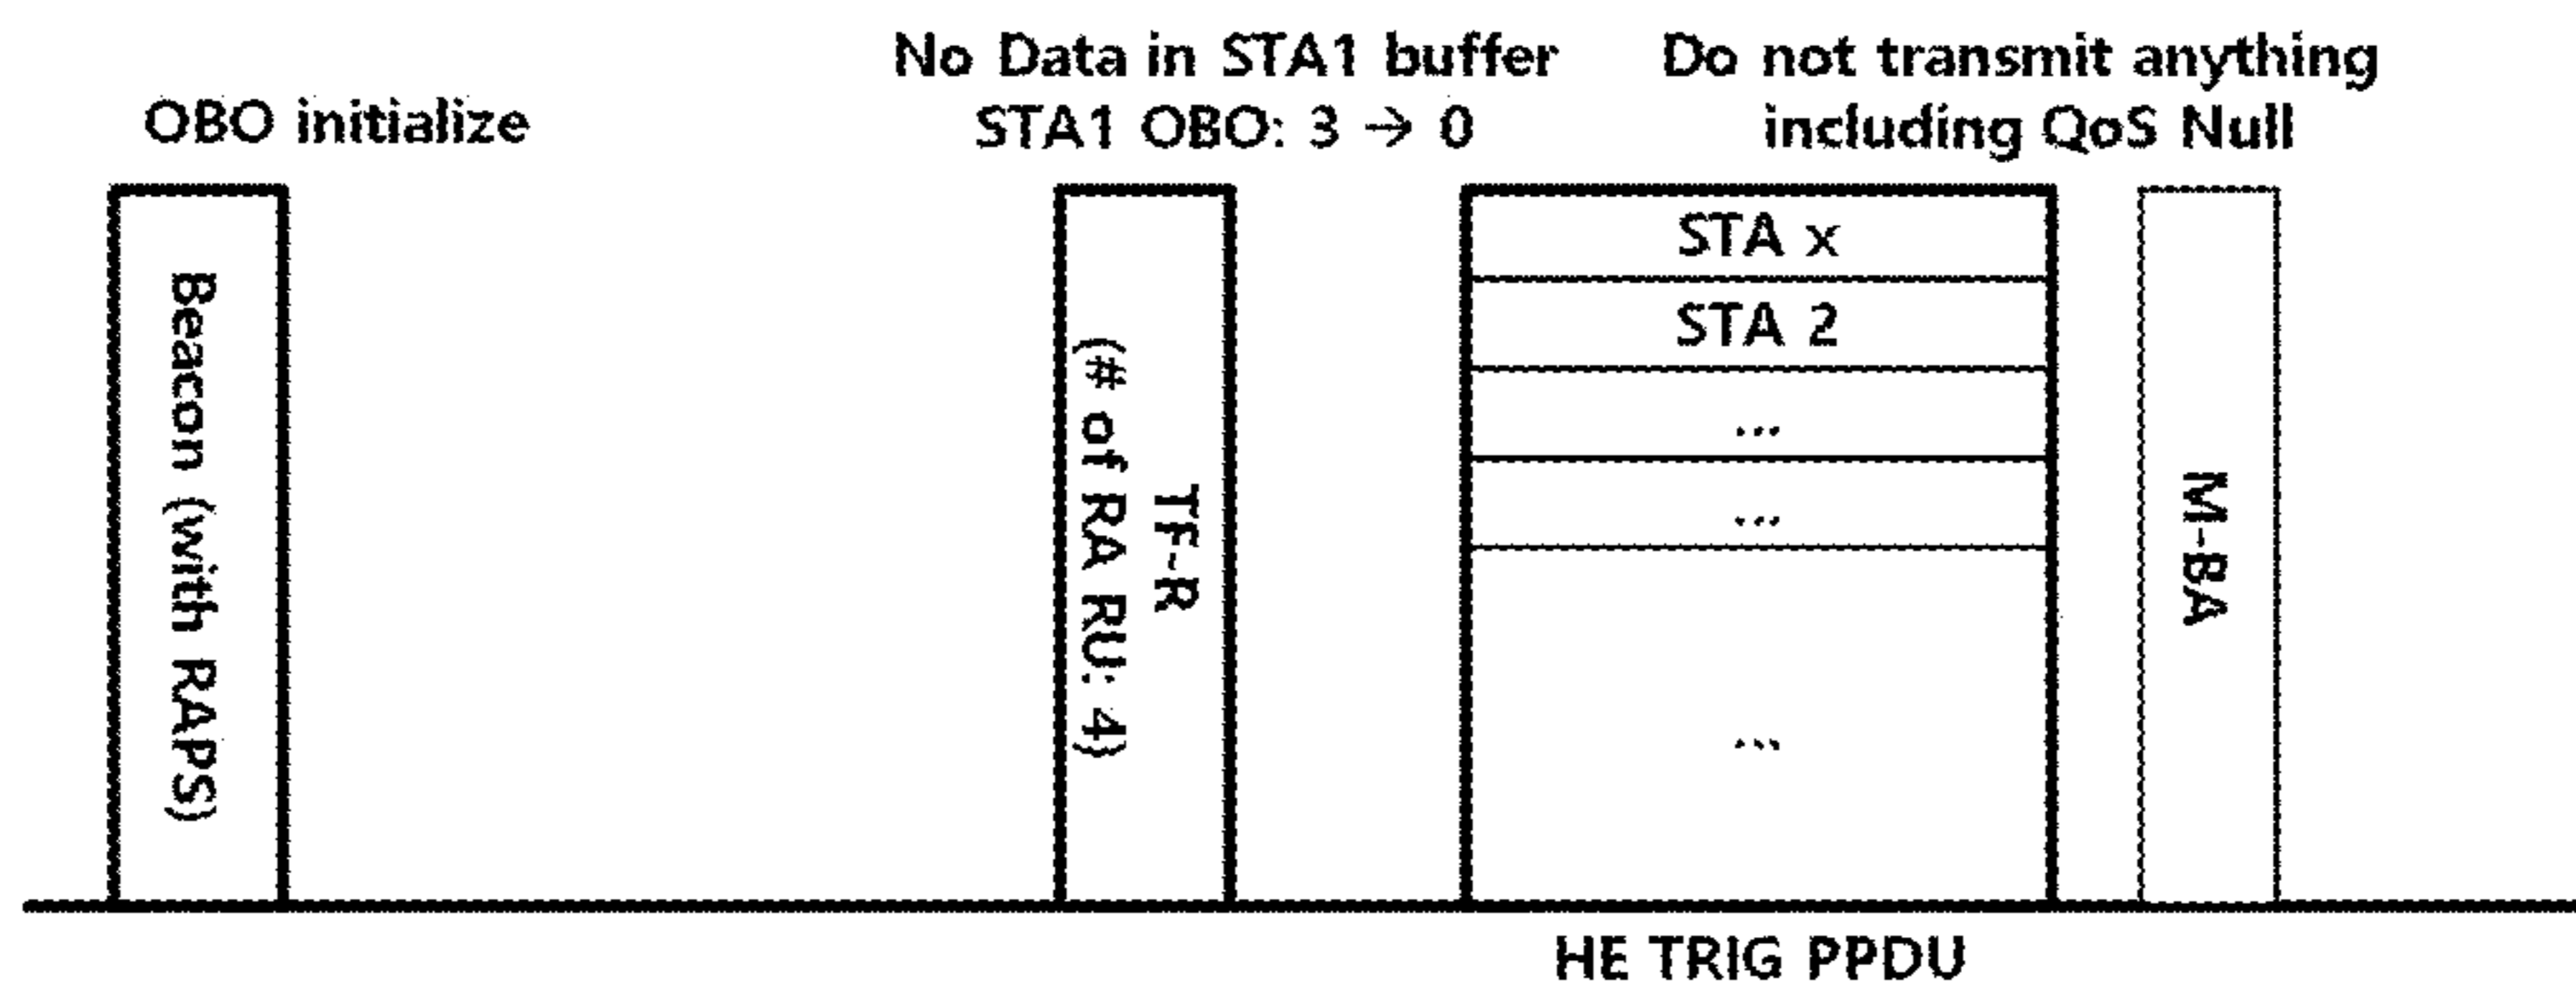 OBO initialize
No Data in STA1 buffer
STA1 OBO: 3 → 0
Do not transmit anything
including QoS Null
Beacon (with RAPS)
TF-R
(# of RA RU: 4)
STA x
STA 2
...
...
...
M-BA
HE TRIG PPDU